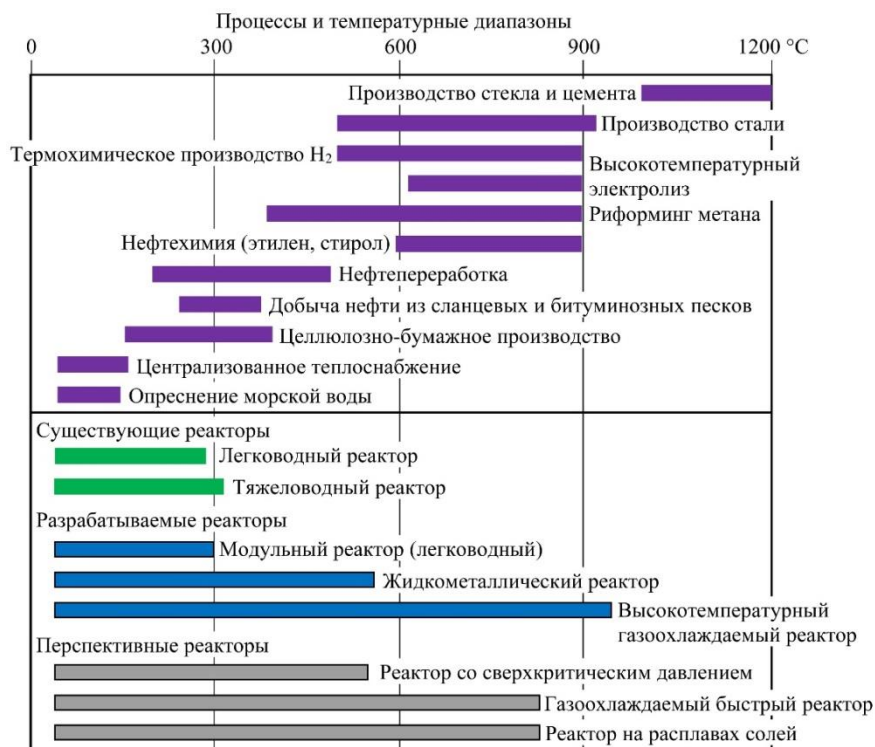 Процессы и температурные диапазоны
0 300 600 900 1200 °C
Производство стекла и цемента
Производство стали
Термохимическое производство H₂
Высокотемпературный
электролиз
Риформинг метана
Нефтехимия (этилен, стирол)
Нефтепереработка
Добыча нефти из сланцевых и битуминозных песков
Целлюлозно-бумажное производство
Централизованное теплоснабжение
Опреснение морской воды
Существующие реакторы
Легководный реактор
Тяжеловодный реактор
Разрабатываемые реакторы
Модульный реактор (легководный)
Жидкометаллический реактор
Высокотемпературный
газоохлаждаемый реактор
Перспективные реакторы
Реактор со сверхкритическим давлением
Газоохлаждаемый быстрый реактор
Реактор на расплавах солей